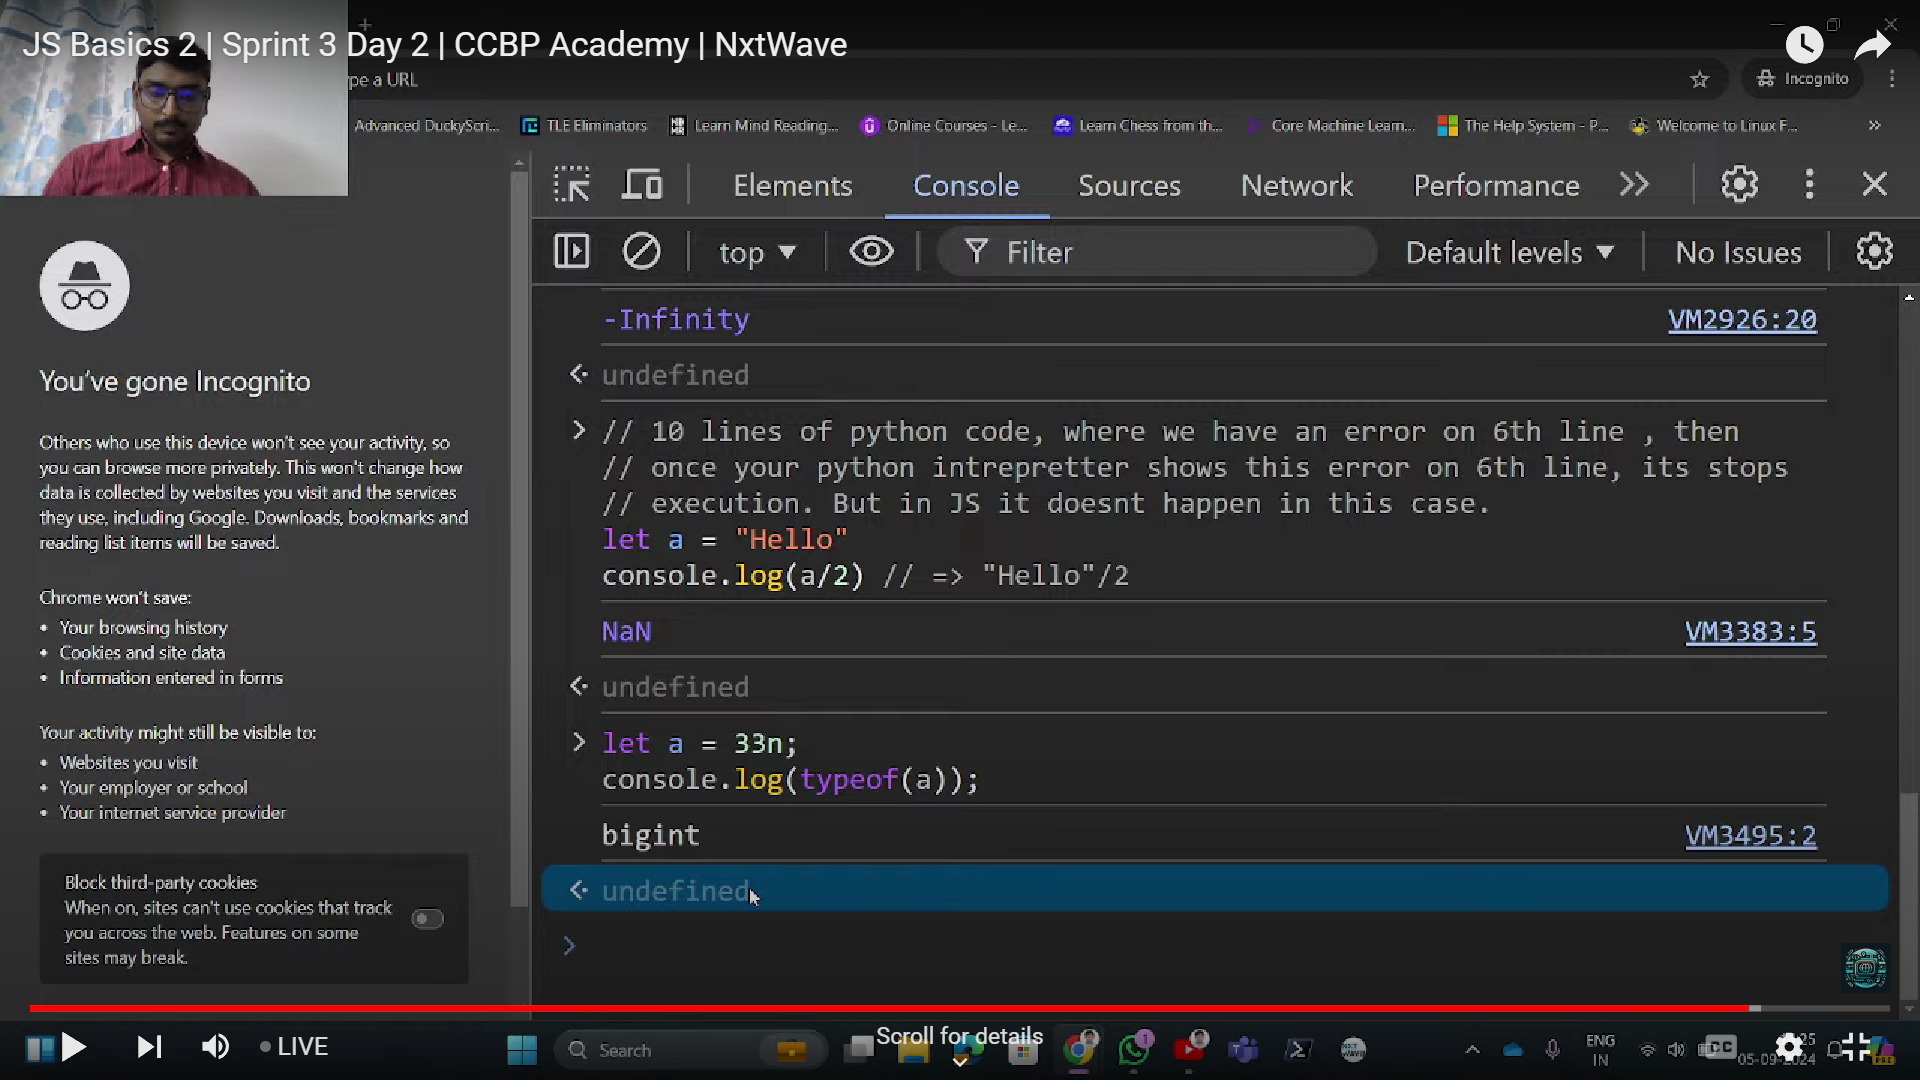 JS Basics 2 | Sprint 3 Day 2 | CCBP Academy | NxtWave
pe a URL
Incognito
Advanced DuckyScri...
TLE Eliminators
Learn Mind Reading...
Online Courses - Le...
Learn Chess from th...
Core Machine Learn...
The Help System - P...
Welcome to Linux F...
Elements
Console
Sources
Network
Performance
top
Filter
Default levels
No Issues
You've gone Incognito
Others who use this device won't see your activity, so
you can browse more privately. This won't change how
data is collected by websites you visit and the services
they use, including Google. Downloads, bookmarks and
reading list items will be saved.
Chrome won't save:
• Your browsing history
• Cookies and site data
• Information entered in forms
Your activity might still be visible to:
• Websites you visit
• Your employer or school
• Your internet service provider
Block third-party cookies
When on, sites can't use cookies that track
you across the web. Features on some
sites may break.
-Infinity VM2926:20
undefined
// 10 lines of python code, where we have an error on 6th line , then
// once your python intrepretter shows this error on 6th line, its stops
// execution. But in JS it doesnt happen in this case.
let a = "Hello"
console.log(a/2) // => "Hello"/2
NaN VM3383:5
undefined
let a = 33n;
console.log(typeof(a));
bigint VM3495:2
undefined
LIVE
Search
Scroll for details
ENG
IN
CC
05-09-2024